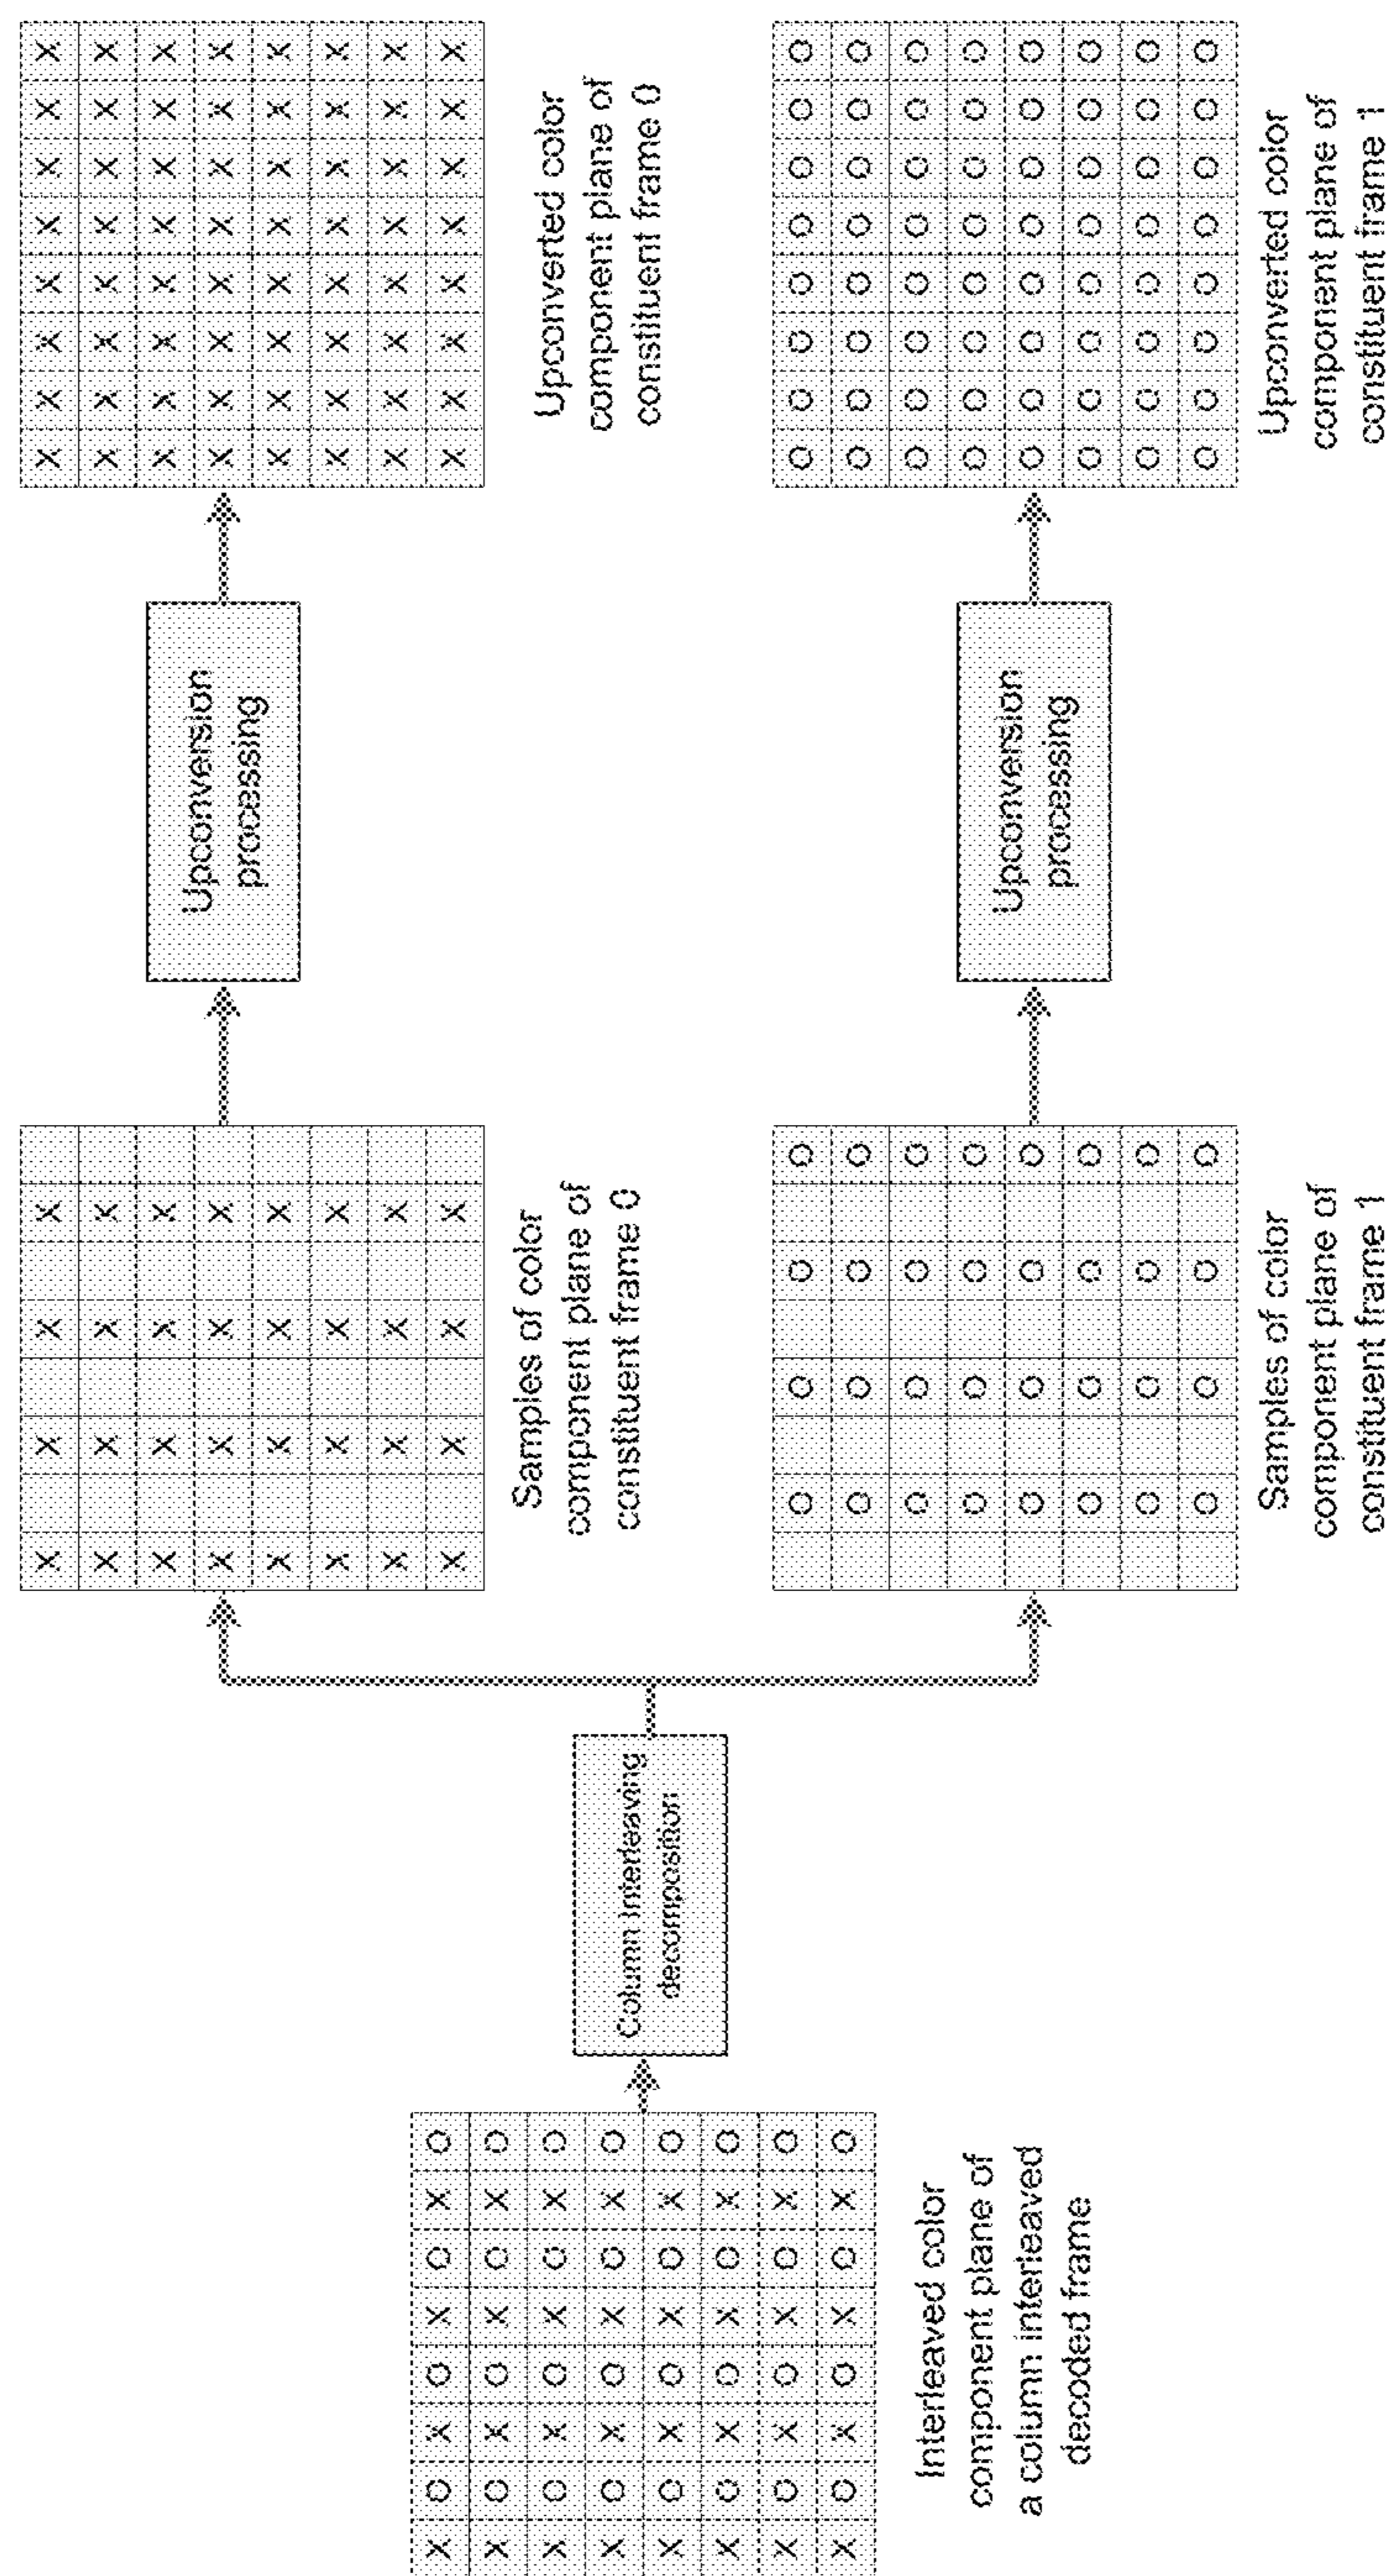 Interleaved color
component plane of
a column interleaved
decoded frame
Column Interleaving
decomposition
Samples of color
component plane of
constituent frame 0
Upconversion
processing
Upconverted color
component plane of
constituent frame 0
Samples of color
component plane of
constituent frame 1
Upconversion
processing
Upconverted color
component plane of
constituent frame 1